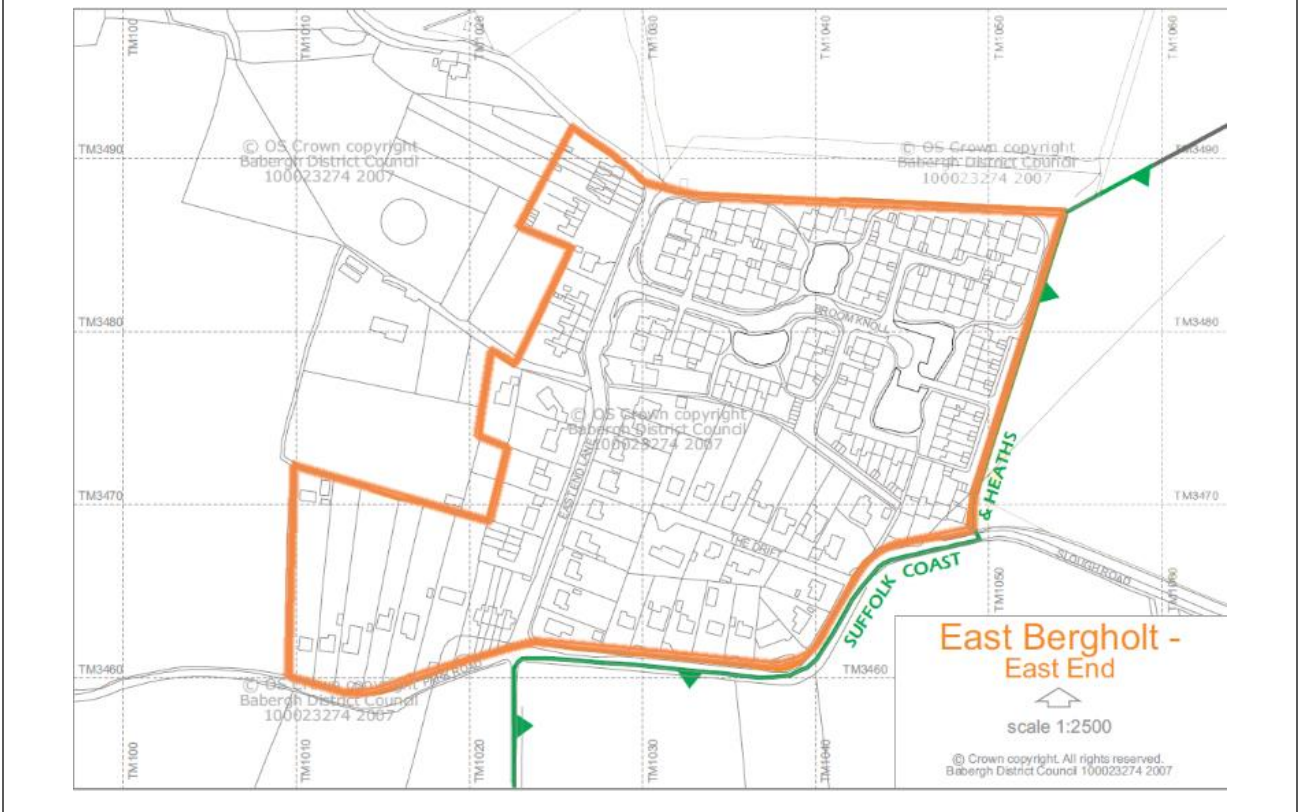 TM100
TM1010
TM1020
TM1030
TM1040
TM1050
TM1060
TM3490
© OS Crown copyright
Babergh District Council
100023274 2007
© OS Crown copyright
Babergh District Council
100023274 2007
TM3490
TM3480
BROOM KNOLL
TM3480
© OS Crown copyright
Babergh District Council
100023274 2007
EAST END LANE
& HEATHS
TM3470
TM3470
THE DRIFT
SUFFOLK COAST
SLOUGH ROAD
TM3460
TM3460
© OS Crown copyright
Babergh District Council
100023274 2007
ROAD
TM100
TM1010
TM1020
TM1030
TM1040
TM1050
TM1060
East Bergholt -
East End
scale 1:2500
© Crown copyright. All rights reserved.
Babergh District Council 100023274 2007